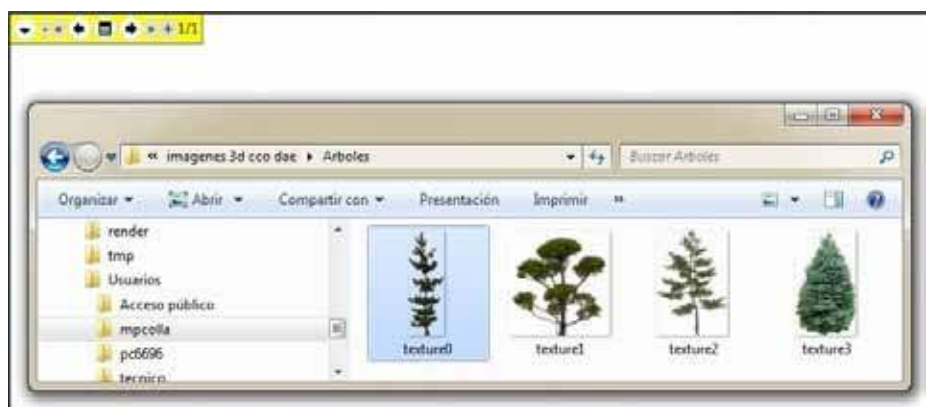 1/1
« imagenes 3d cco dae ▸ Arboles
Buscar Arboles
Organizar Abrir Compartir con Presentación Imprimir »
render
tmp
Usuarios
Acceso público
mpcolla
pc6696
tecnico
texture0 texture1 texture2 texture3